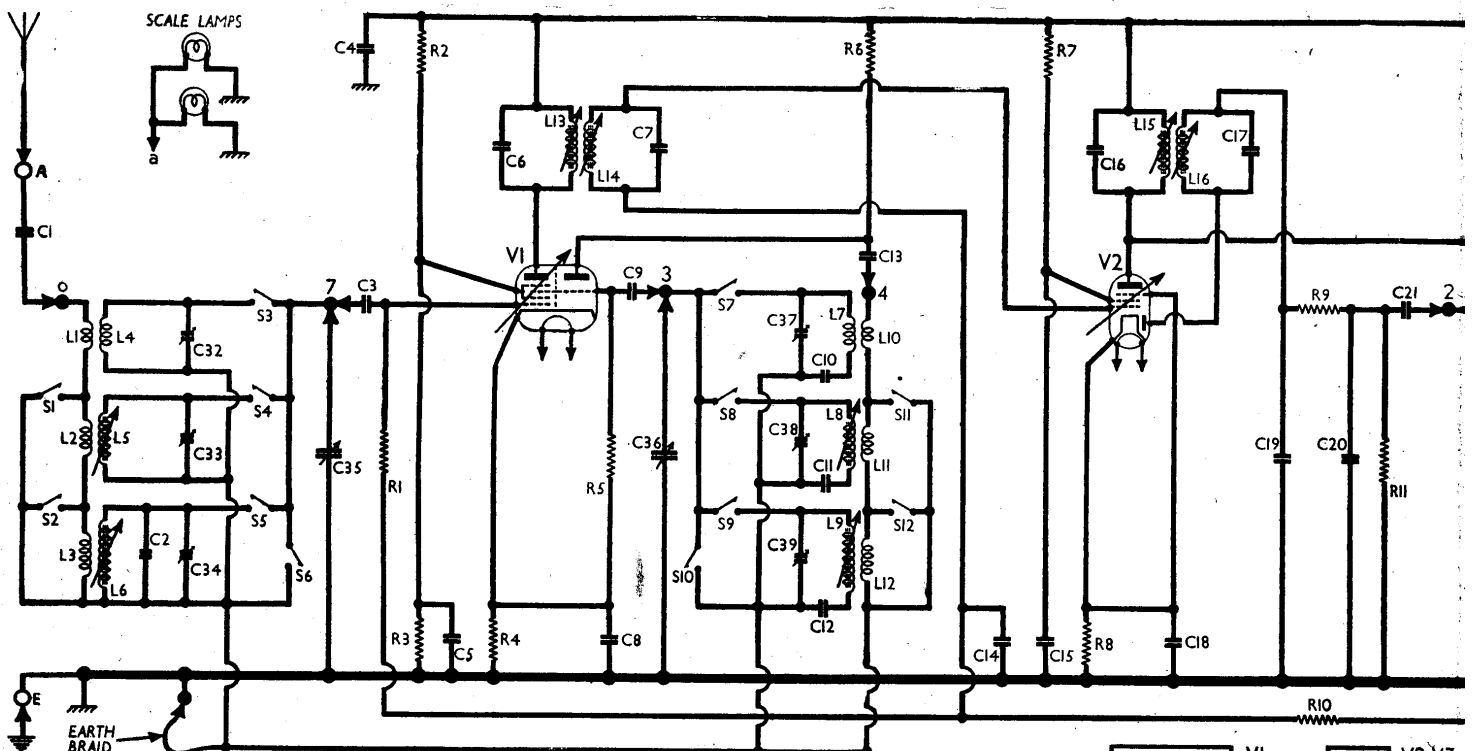 SCALE LAMPS
a
A
C1
o
L1
L4
C32
S3
7
C3
S1
L2
L5
C33
S4
C35
R1
S2
L3
L6
C2
C34
S5
S6
E
EARTH
BRAID
C4
R2
C6
L13
L14
C7
V1
C9
3
R5
R3
C5
R4
C8
C36
R6
C13
4
S7
C37
L7
L10
C10
S8
C38
L8
L11
C11
S11
S9
C39
L9
L12
C12
S12
S10
R7
C16
L15
L16
C17
V2
C14
C15
R8
C18
C19
R9
C20
R11
C21
2
R10
V1